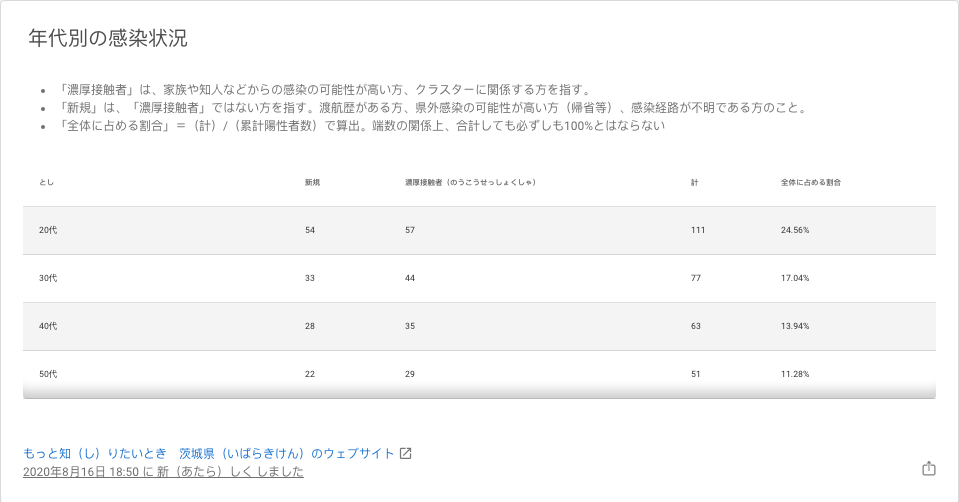 年代別の感染状況
「濃厚接触者」は、家族や知人などからの感染の可能性が高い方、クラスターに関係する方を指す。
「新規」は、「濃厚接触者」ではない方を指す。渡航歴がある方、県外感染の可能性が高い方（帰省等）、感染経路が不明である方のこと。
「全体に占める割合」＝（計）/（累計陽性者数）で算出。端数の関係上、合計しても必ずしも100%とはならない
とし 新規 濃厚接触者（のうこうせっしょくしゃ） 計 全体に占める割合
20代 54 57 111 24.56%
30代 33 44 77 17.04%
40代 28 35 63 13.94%
50代 22 29 51 11.28%
もっと知（し）りたいとき　茨城県（いばらきけん）のウェブサイト
2020年8月16日 18:50 に 新（あたら）しく しました